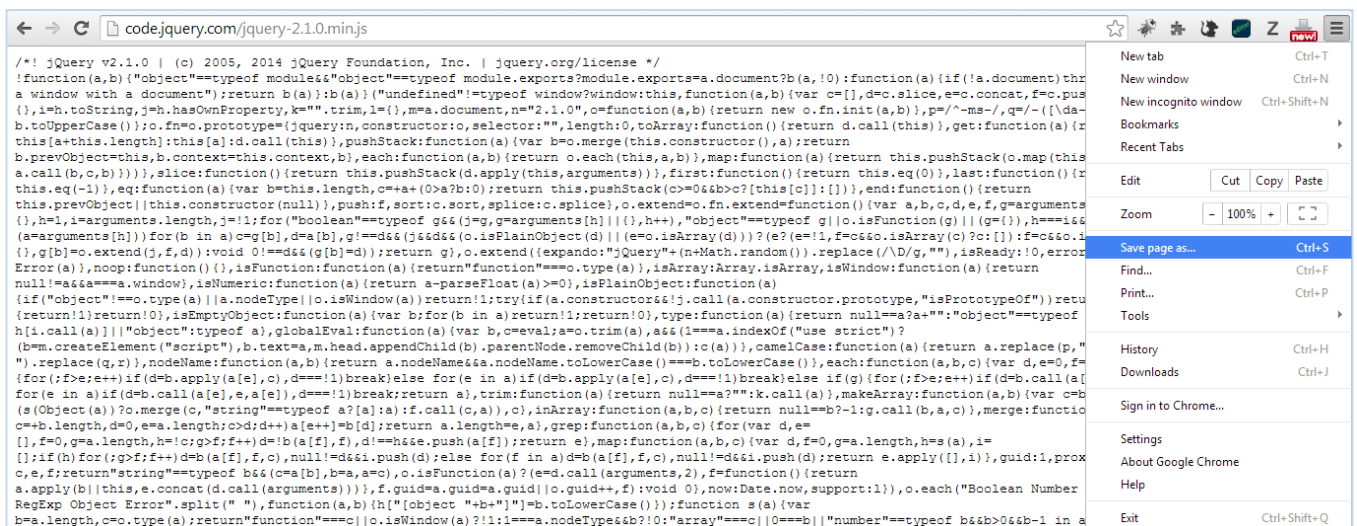 code.jquery.com/jquery-2.1.0.min.js
Z
new!
/*! jQuery v2.1.0 | (c) 2005, 2014 jQuery Foundation, Inc. | jquery.org/license */
!function(a,b){"object"==typeof module&&"object"==typeof module.exports?module.exports=a.document?b(a,!0):function(a){if(!a.document)thr
a window with a document");return b(a)}:b(a)}("undefined"!=typeof window?window:this,function(a,b){var c=[],d=c.slice,e=c.concat,f=c.pus
{},i=h.toString,j=h.hasOwnProperty,k="".trim,l={},m=a.document,n="2.1.0",o=function(a,b){return new o.fn.init(a,b)},p=/^-ms-/,q=/-([\da-
b.toUpperCase()};o.fn=o.prototype={jquery:n,constructor:o,selector:"",length:0,toArray:function(){return d.call(this)},get:function(a){r
this[a+this.length]:this[a]:d.call(this)},pushStack:function(a){var b=o.merge(this.constructor(),a);return
b.prevObject=this,b.context=this.context,b},each:function(a,b){return o.each(this,a,b)},map:function(a){return this.pushStack(o.map(this
a.call(b,c,b)}))},slice:function(){return this.pushStack(d.apply(this,arguments))},first:function(){return this.eq(0)},last:function(){r
this.eq(-1)},eq:function(a){var b=this.length,c=+a+(0>a?b:0);return this.pushStack(c>=0&&b>c?[this[c]]:[])},end:function(){return
this.prevObject||this.constructor(null)},push:f,sort:c.sort,splice:c.splice},o.extend=o.fn.extend=function(){var a,b,c,d,e,f,g=arguments
{},h=1,i=arguments.length,j=!1;for("boolean"==typeof g&&(j=g,g=arguments[h]||{},h++),"object"==typeof g||o.isFunction(g)||(g={}),h===i&&
(a=arguments[h]))for(b in a)c=g[b],d=a[b],g!==d&&(j&&d&&(o.isPlainObject(d)||(e=o.isArray(d)))?(e?(e=!1,f=c&&o.isArray(c)?c:[]):f=c&&o.i
{},g[b]=o.extend(j,f,d)):void 0!==d&&(g[b]=d));return g},o.extend({expando:"jQuery"+(n+Math.random()).replace(/\D/g,""),isReady:!0,error
Error(a)},noop:function(){},isFunction:function(a){return"function"===o.type(a)},isArray:Array.isArray,isWindow:function(a){return
null!=a&&a===a.window},isNumeric:function(a){return a-parseFloat(a)>=0},isPlainObject:function(a)
{if("object"!==o.type(a)||a.nodeType||o.isWindow(a))return!1;try{if(a.constructor&&!j.call(a.constructor.prototype,"isPrototypeOf"))retu
{return!1}return!0},isEmptyObject:function(a){var b;for(b in a)return!1;return!0},type:function(a){return null==a?a+"":"object"==typeof
h[i.call(a)]||"object":typeof a},globalEval:function(a){var b,c=eval;a=o.trim(a),a&&(1===a.indexOf("use strict")?
(b=m.createElement("script"),b.text=a,m.head.appendChild(b).parentNode.removeChild(b)):c(a))},camelCase:function(a){return a.replace(p,"
").replace(q,r)},nodeName:function(a,b){return a.nodeName&&a.nodeName.toLowerCase()===b.toLowerCase()},each:function(a,b,c){var d,e=0,f=
{for(;f>e;e++)if(d=b.apply(a[e],c),d===!1)break}else for(e in a)if(d=b.apply(a[e],c),d===!1)break}else if(g){for(;f>e;e++)if(d=b.call(a[
for(e in a)if(d=b.call(a[e],e,a[e]),d===!1)break;return a},trim:function(a){return null==a?"":k.call(a)},makeArray:function(a,b){var c=b
(s(Object(a))?o.merge(c,"string"==typeof a?[a]:a):f.call(c,a)),c},inArray:function(a,b,c){return null==b?-1:g.call(b,a,c)},merge:functio
c=+b.length,d=0,e=a.length;c>d;d++)a[e++]=b[d];return a.length=e,a},grep:function(a,b,c){for(var d,e=
[],f=0,g=a.length,h=!c;g>f;f++)d=!b(a[f],f),d!==h&&e.push(a[f]);return e},map:function(a,b,c){var d,f=0,g=a.length,h=s(a),i=
[];if(h)for(;g>f;f++)d=b(a[f],f,c),null!=d&&i.push(d);else for(f in a)d=b(a[f],f,c),null!=d&&i.push(d);return e.apply([],i)},guid:1,prox
c,e,f;return"string"==typeof b&&(c=a[b],b=a,a=c),o.isFunction(a)?(e=d.call(arguments,2),f=function(){return
a.apply(b||this,e.concat(d.call(arguments)))},f.guid=a.guid=a.guid||o.guid++,f):void 0},now:Date.now,support:l}),o.each("Boolean Number
RegExp Object Error".split(" "),function(a,b){h["[object "+b+"]"]=b.toLowerCase()});function s(a){var
b=a.length,c=o.type(a);return"function"===c||o.isWindow(a)?!1:1===a.nodeType&&b?!0:"array"===c||0===b||"number"==typeof b&&b>0&&b-1 in a
New tab Ctrl+T
New window Ctrl+N
New incognito window Ctrl+Shift+N
Bookmarks
Recent Tabs
Edit Cut Copy Paste
Zoom - 100% +
Save page as... Ctrl+S
Find... Ctrl+F
Print... Ctrl+P
Tools
History Ctrl+H
Downloads Ctrl+J
Sign in to Chrome...
Settings
About Google Chrome
Help
Exit Ctrl+Shift+Q